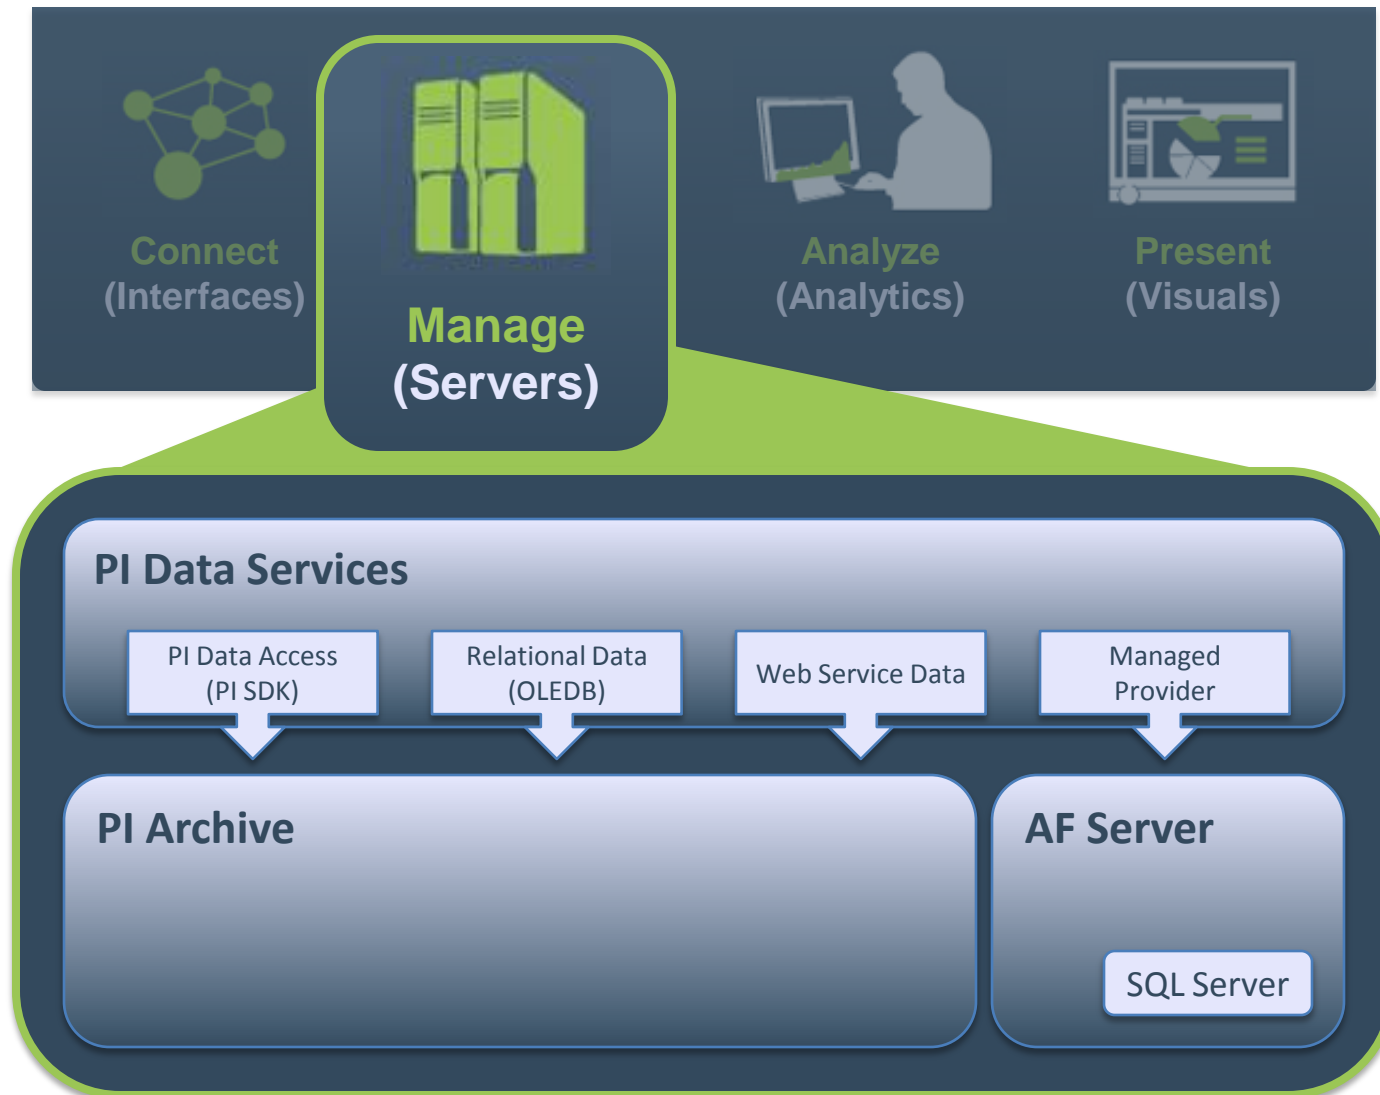 Connect
(Interfaces)
Manage
(Servers)
Analyze
(Analytics)
Present
(Visuals)
PI Data Services
PI Data Access
(PI SDK)
Relational Data
(OLEDB)
Web Service Data
Managed
Provider
PI Archive
AF Server
SQL Server